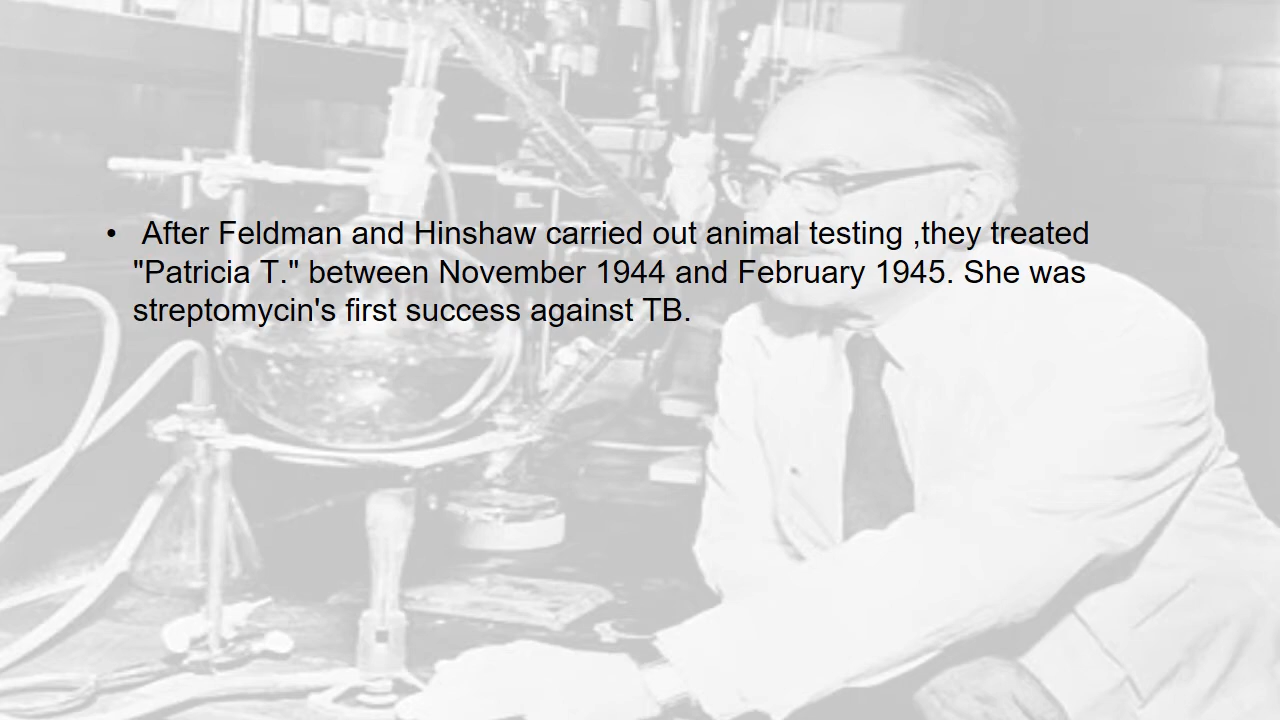 • After Feldman and Hinshaw carried out animal testing ,they treated
"Patricia T." between November 1944 and February 1945. She was
streptomycin's first success against TB.